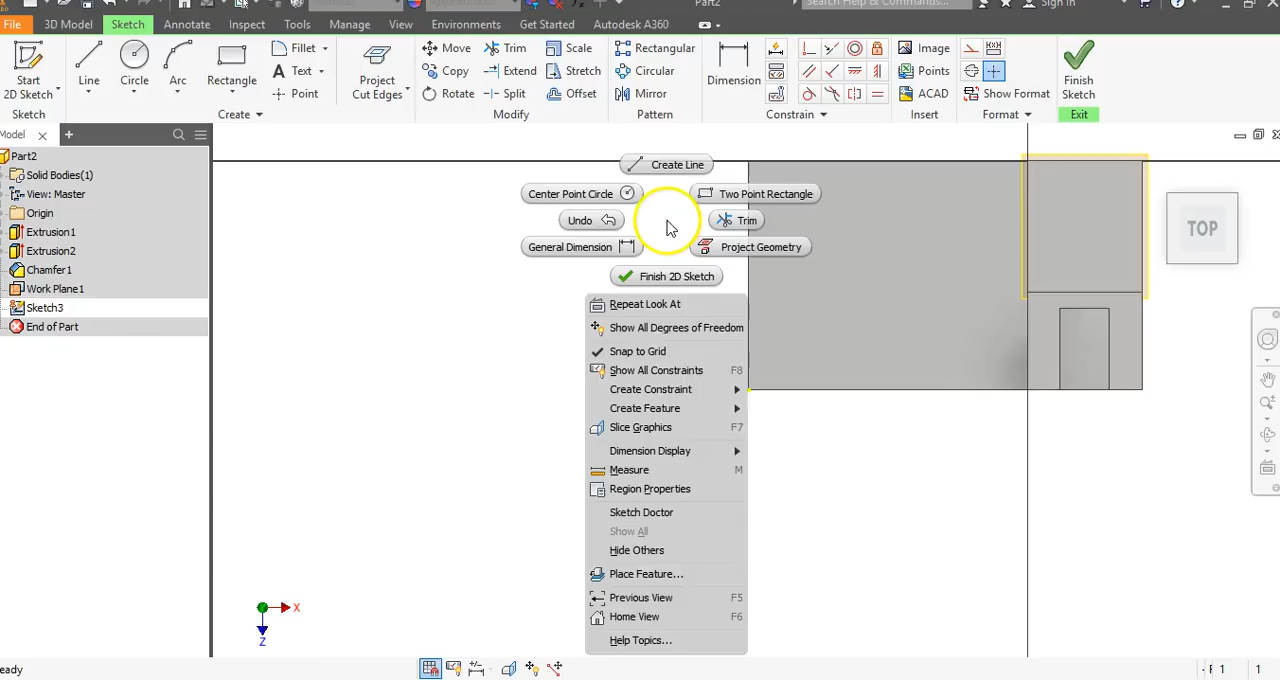 Part2
Search Help & Commands...
Sign In
File 3D Model Sketch Annotate Inspect Tools Manage View Environments Get Started Autodesk A360
Start 2D Sketch
Line
Circle
Arc
Rectangle
Fillet
Text
Point
Project Cut Edges
Move
Copy
Rotate
Trim
Extend
Split
Scale
Stretch
Offset
Rectangular
Circular
Mirror
Dimension
Image
Points
ACAD
Show Format
Finish Sketch
Sketch Create Modify Pattern Constrain Insert Format Exit
Model
Part2
Solid Bodies(1)
View: Master
Origin
Extrusion1
Extrusion2
Chamfer1
Work Plane1
Sketch3
End of Part
Create Line
Center Point Circle
Two Point Rectangle
Undo
Trim
General Dimension
Project Geometry
Finish 2D Sketch
Repeat Look At
Show All Degrees of Freedom
Snap to Grid
Show All Constraints F8
Create Constraint
Create Feature
Slice Graphics F7
Dimension Display
Measure M
Region Properties
Sketch Doctor
Show All
Hide Others
Place Feature...
Previous View F5
Home View F6
Help Topics...
TOP
X
Z
eady
1 1